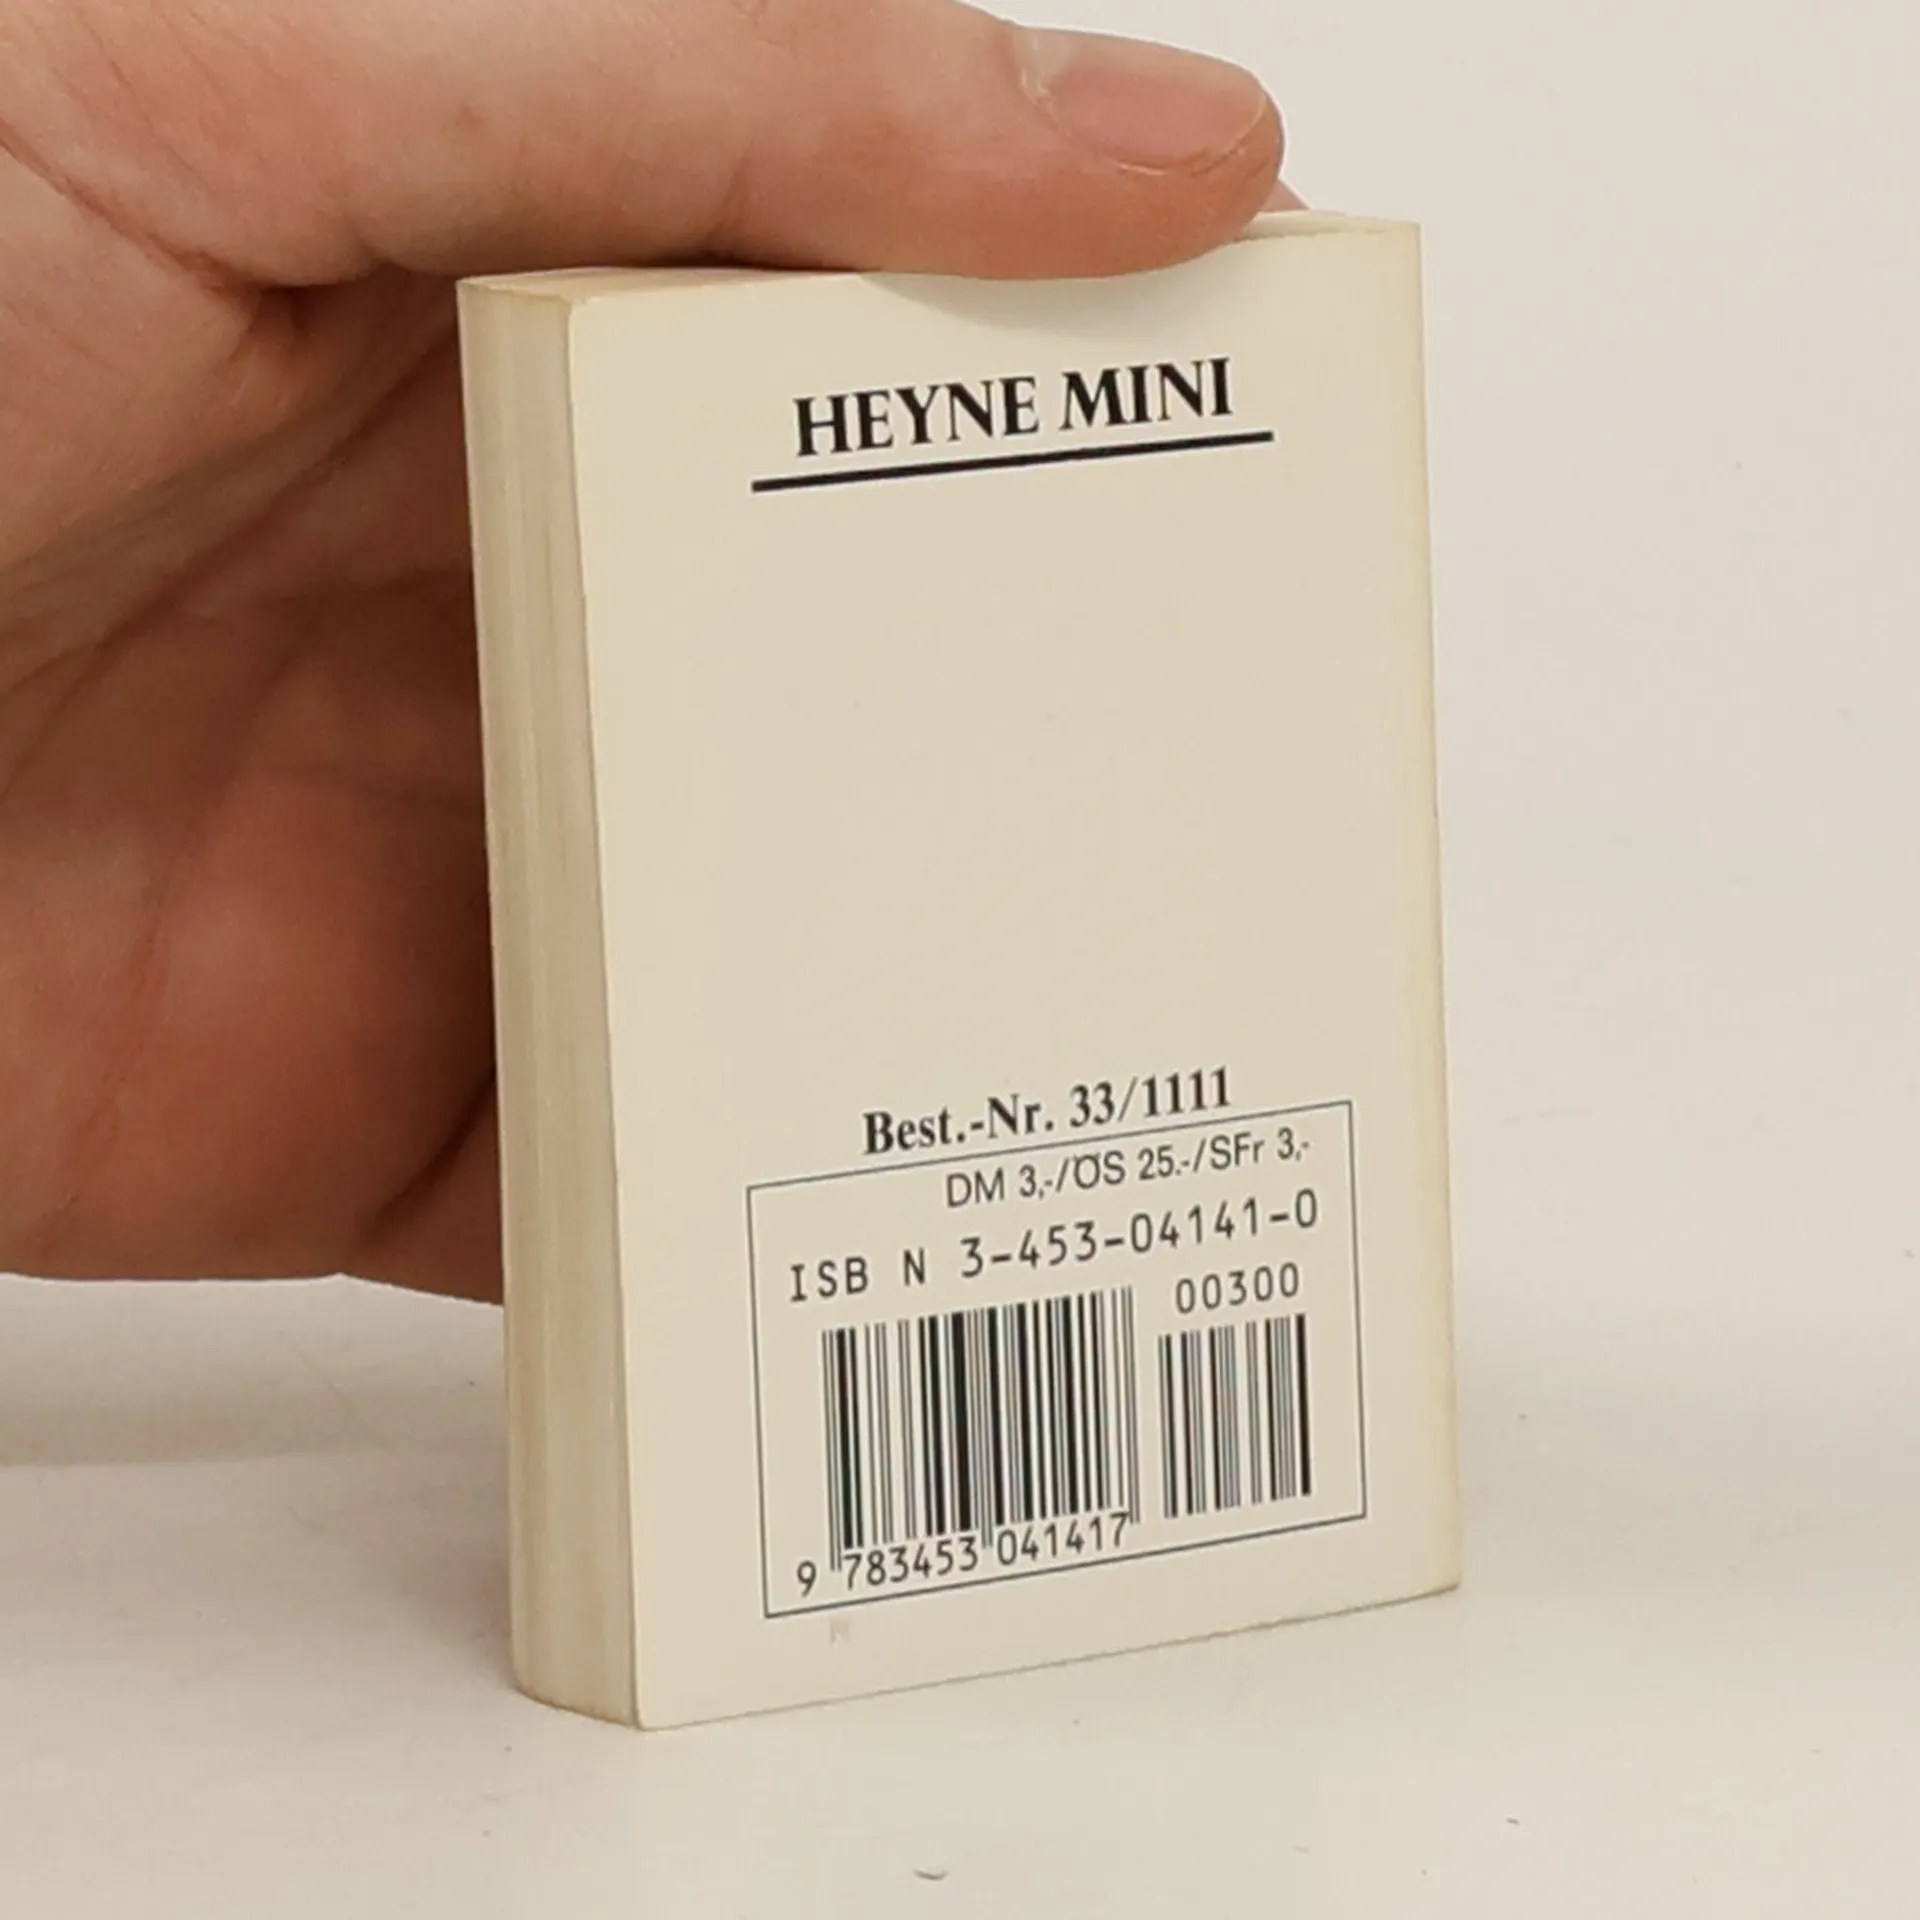 HEYNE MINI
Best.-Nr. 33/1111
DM 3,-/ÖS 25.-/SFr 3,-
ISB N 3-453-04141-0
00300
9 783453 041417